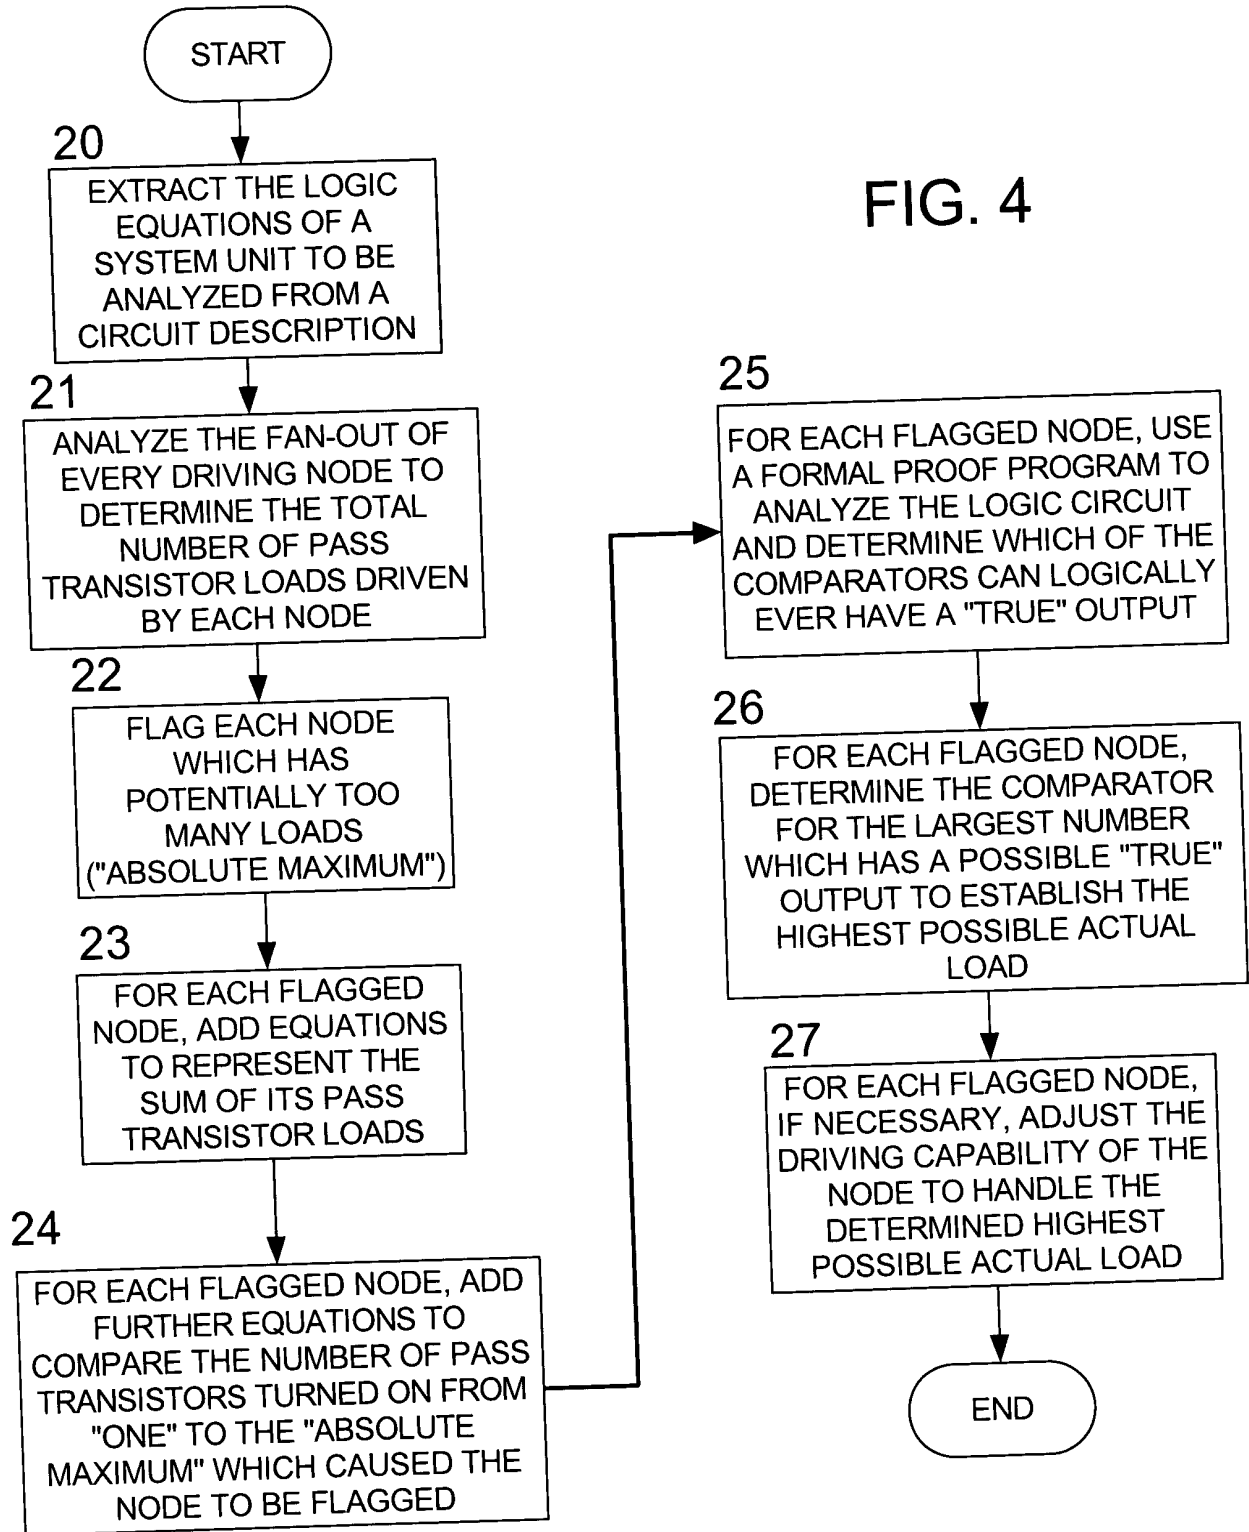 START
20
EXTRACT THE LOGIC
EQUATIONS OF A
SYSTEM UNIT TO BE
ANALYZED FROM A
CIRCUIT DESCRIPTION
21
ANALYZE THE FAN-OUT OF
EVERY DRIVING NODE TO
DETERMINE THE TOTAL
NUMBER OF PASS
TRANSISTOR LOADS DRIVEN
BY EACH NODE
22
FLAG EACH NODE
WHICH HAS
POTENTIALLY TOO
MANY LOADS
("ABSOLUTE MAXIMUM")
23
FOR EACH FLAGGED
NODE, ADD EQUATIONS
TO REPRESENT THE
SUM OF ITS PASS
TRANSISTOR LOADS
24
FOR EACH FLAGGED NODE, ADD
FURTHER EQUATIONS TO
COMPARE THE NUMBER OF PASS
TRANSISTORS TURNED ON FROM
"ONE" TO THE "ABSOLUTE
MAXIMUM" WHICH CAUSED THE
NODE TO BE FLAGGED
FIG. 4
25
FOR EACH FLAGGED NODE, USE
A FORMAL PROOF PROGRAM TO
ANALYZE THE LOGIC CIRCUIT
AND DETERMINE WHICH OF THE
COMPARATORS CAN LOGICALLY
EVER HAVE A "TRUE" OUTPUT
26
FOR EACH FLAGGED NODE,
DETERMINE THE COMPARATOR
FOR THE LARGEST NUMBER
WHICH HAS A POSSIBLE "TRUE"
OUTPUT TO ESTABLISH THE
HIGHEST POSSIBLE ACTUAL
LOAD
27
FOR EACH FLAGGED NODE,
IF NECESSARY, ADJUST THE
DRIVING CAPABILITY OF THE
NODE TO HANDLE THE
DETERMINED HIGHEST
POSSIBLE ACTUAL LOAD
END